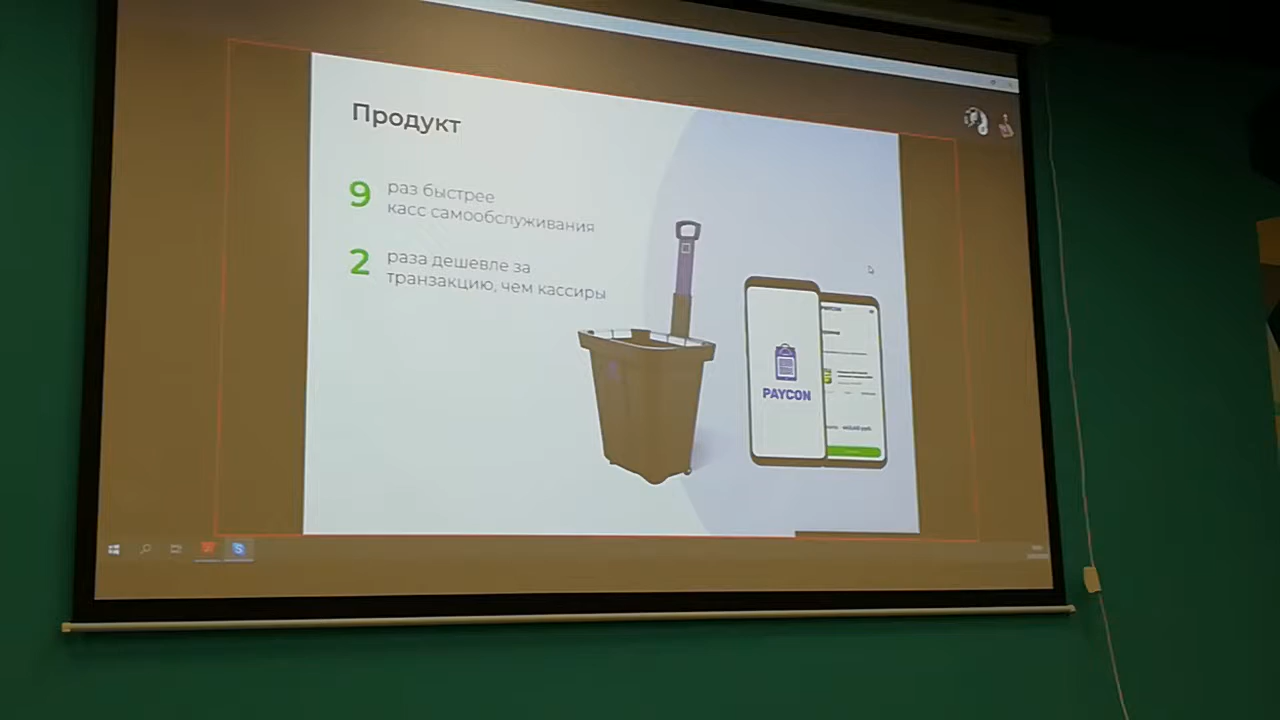 Продукт
9
раз быстрее
касс самообслуживания
2
раза дешевле за
транзакцию, чем кассиры
PAYCON